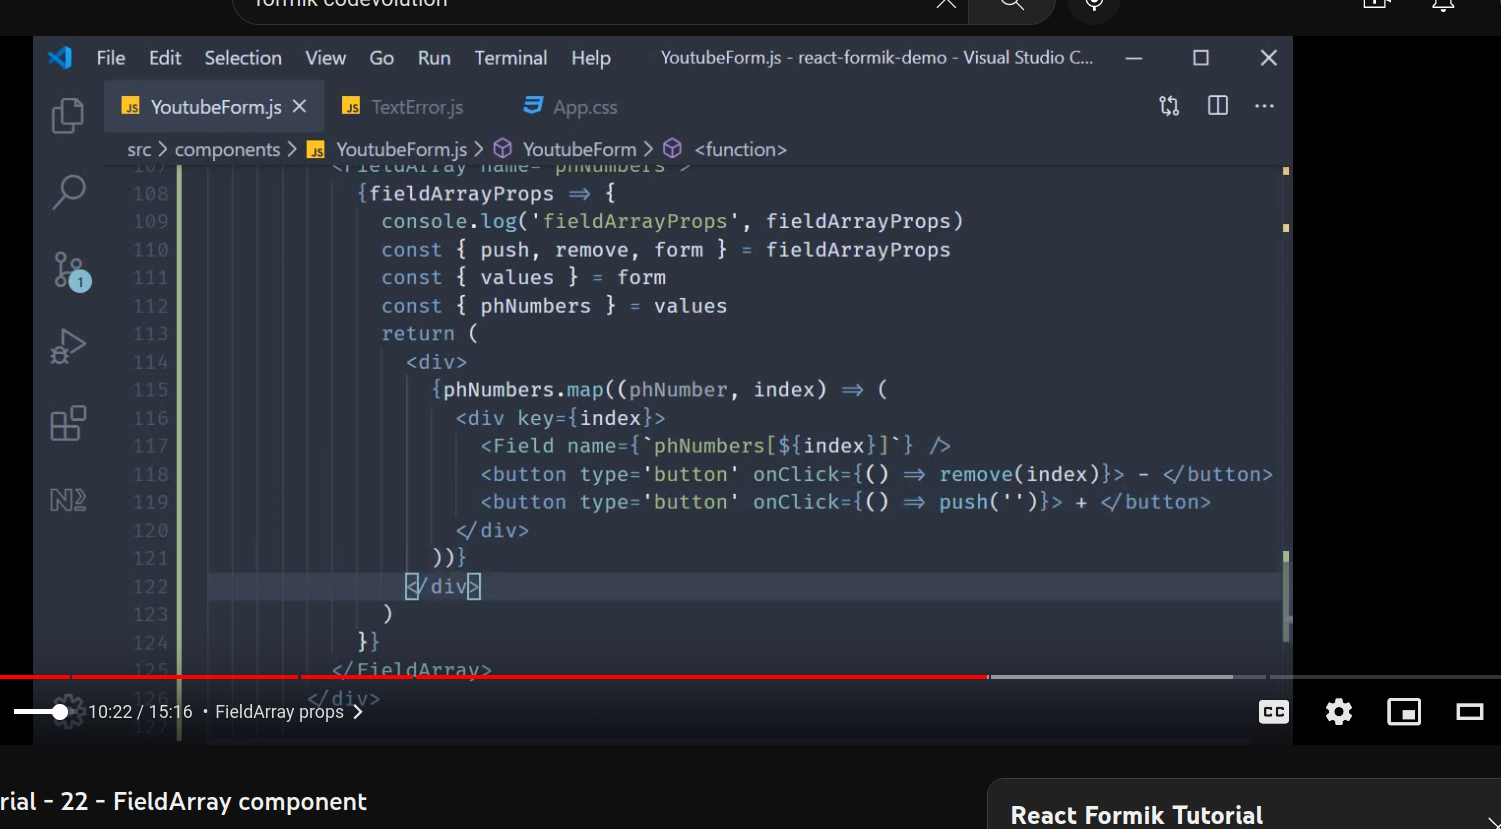 formik codevolution
File Edit Selection View Go Run Terminal Help YoutubeForm.js - react-formik-demo - Visual Studio C...
JS YoutubeForm.js JS TextError.js App.css
src > components > JS YoutubeForm.js > YoutubeForm > <function>
107 <FieldArray name='phNumbers'>
108 {fieldArrayProps => {
109 console.log('fieldArrayProps', fieldArrayProps)
110 const { push, remove, form } = fieldArrayProps
111 const { values } = form
112 const { phNumbers } = values
113 return (
114 <div>
115 {phNumbers.map((phNumber, index) => (
116 <div key={index}>
117 <Field name={`phNumbers[${index}]`} />
118 <button type='button' onClick={() => remove(index)}> - </button>
119 <button type='button' onClick={() => push('')}> + </button>
120 </div>
121 ))}
122 </div>
123 )
124 }}
125 </FieldArray>
126 </div>
127
1
N
10:22 / 15:16 • FieldArray props >
CC
rial - 22 - FieldArray component
React Formik Tutorial